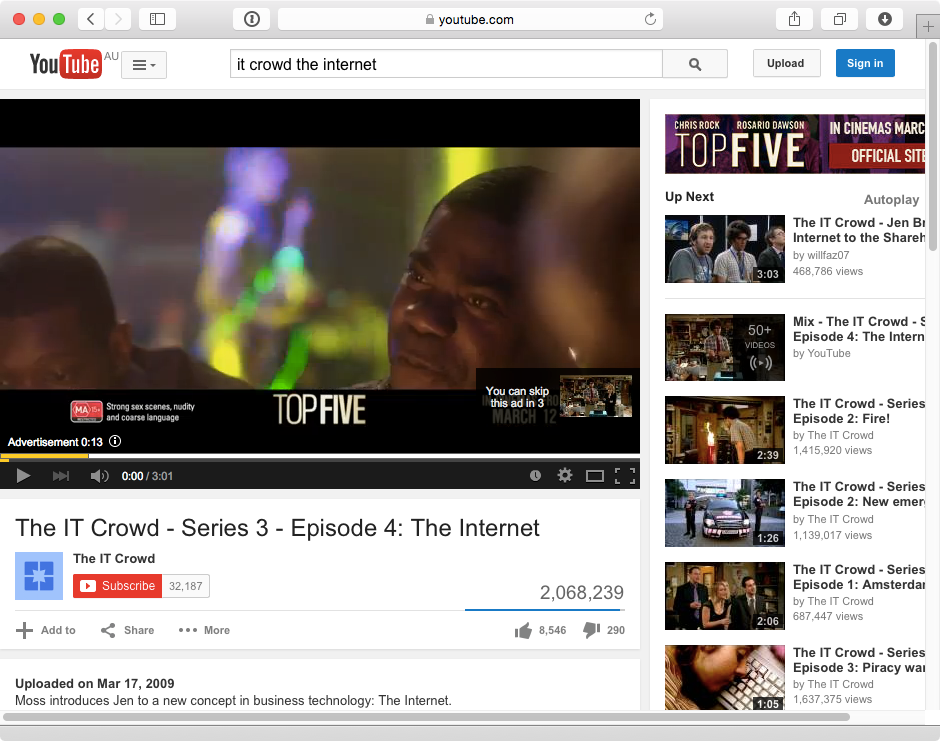 youtube.com
YouTube AU
it crowd the internet
Upload
Sign in
CHRIS ROCK ROSARIO DAWSON
TOP FIVE
IN CINEMAS MARC
OFFICIAL SITE
MA 15+
Strong sex scenes, nudity
and coarse language
TOP FIVE
MARCH 12
You can skip
this ad in 3
Advertisement 0:13
0:00 / 3:01
The IT Crowd - Series 3 - Episode 4: The Internet
The IT Crowd
Subscribe 32,187
2,068,239
Add to Share More
8,546 290
Uploaded on Mar 17, 2009
Moss introduces Jen to a new concept in business technology: The Internet.
Up Next
Autoplay
The IT Crowd - Jen Br
Internet to the Shareh
by willfaz07
468,786 views
3:03
Mix - The IT Crowd - S
Episode 4: The Intern
by YouTube
50+
VIDEOS
The IT Crowd - Series
Episode 2: Fire!
by The IT Crowd
1,415,920 views
2:39
The IT Crowd - Series
Episode 2: New emer
by The IT Crowd
1,139,017 views
1:26
The IT Crowd - Series
Episode 1: Amsterdar
by The IT Crowd
687,447 views
2:06
The IT Crowd - Series
Episode 3: Piracy war
by The IT Crowd
1,637,375 views
1:05